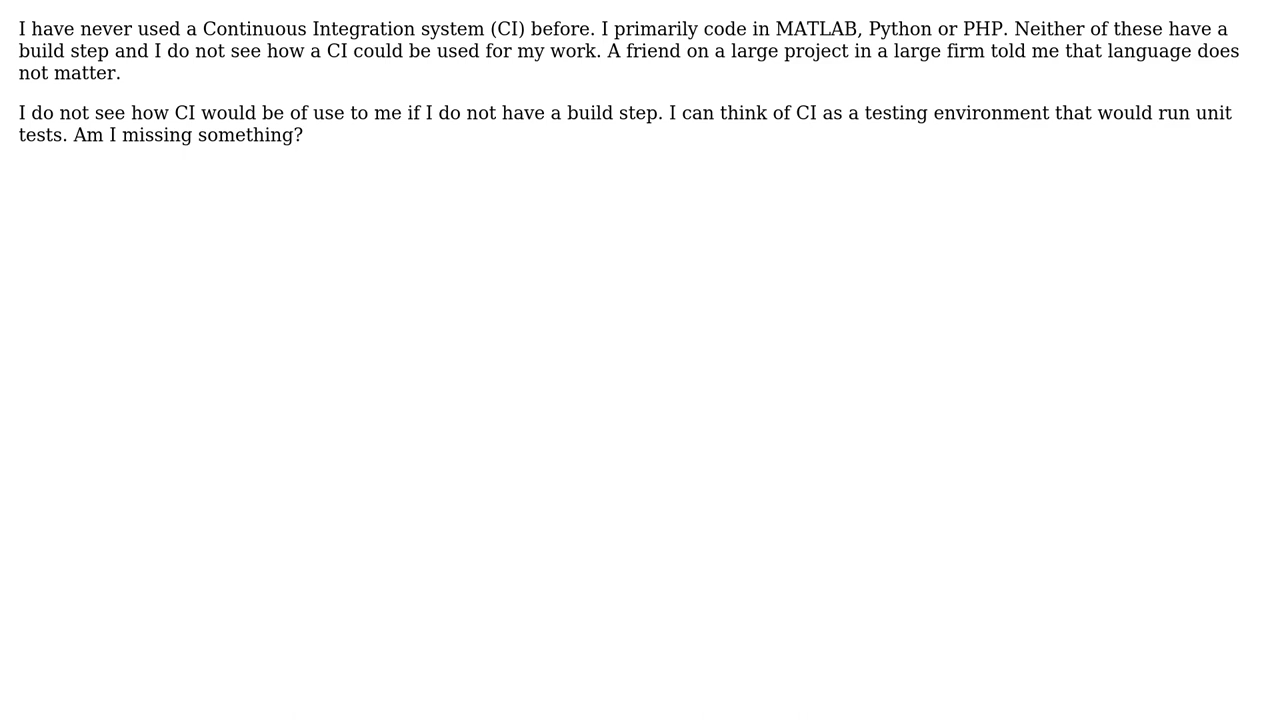 I have never used a Continuous Integration system (CI) before. I primarily code in MATLAB, Python or PHP. Neither of these have a
build step and I do not see how a CI could be used for my work. A friend on a large project in a large firm told me that language does
not matter.
I do not see how CI would be of use to me if I do not have a build step. I can think of CI as a testing environment that would run unit
tests. Am I missing something?